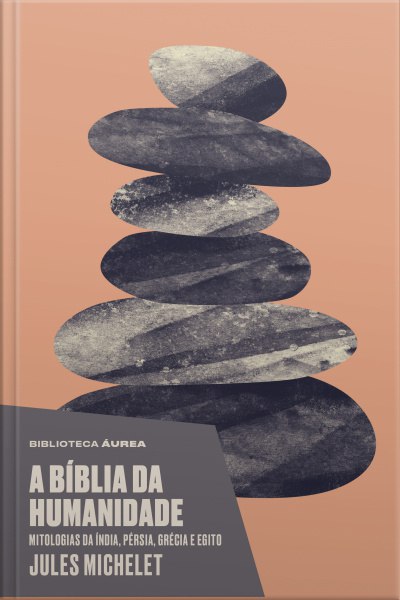 BIBLIOTECA ÁUREA
A BÍBLIA DA
HUMANIDADE
MITOLOGIAS DA ÍNDIA, PÉRSIA, GRÉCIA E EGITO
JULES MICHELET